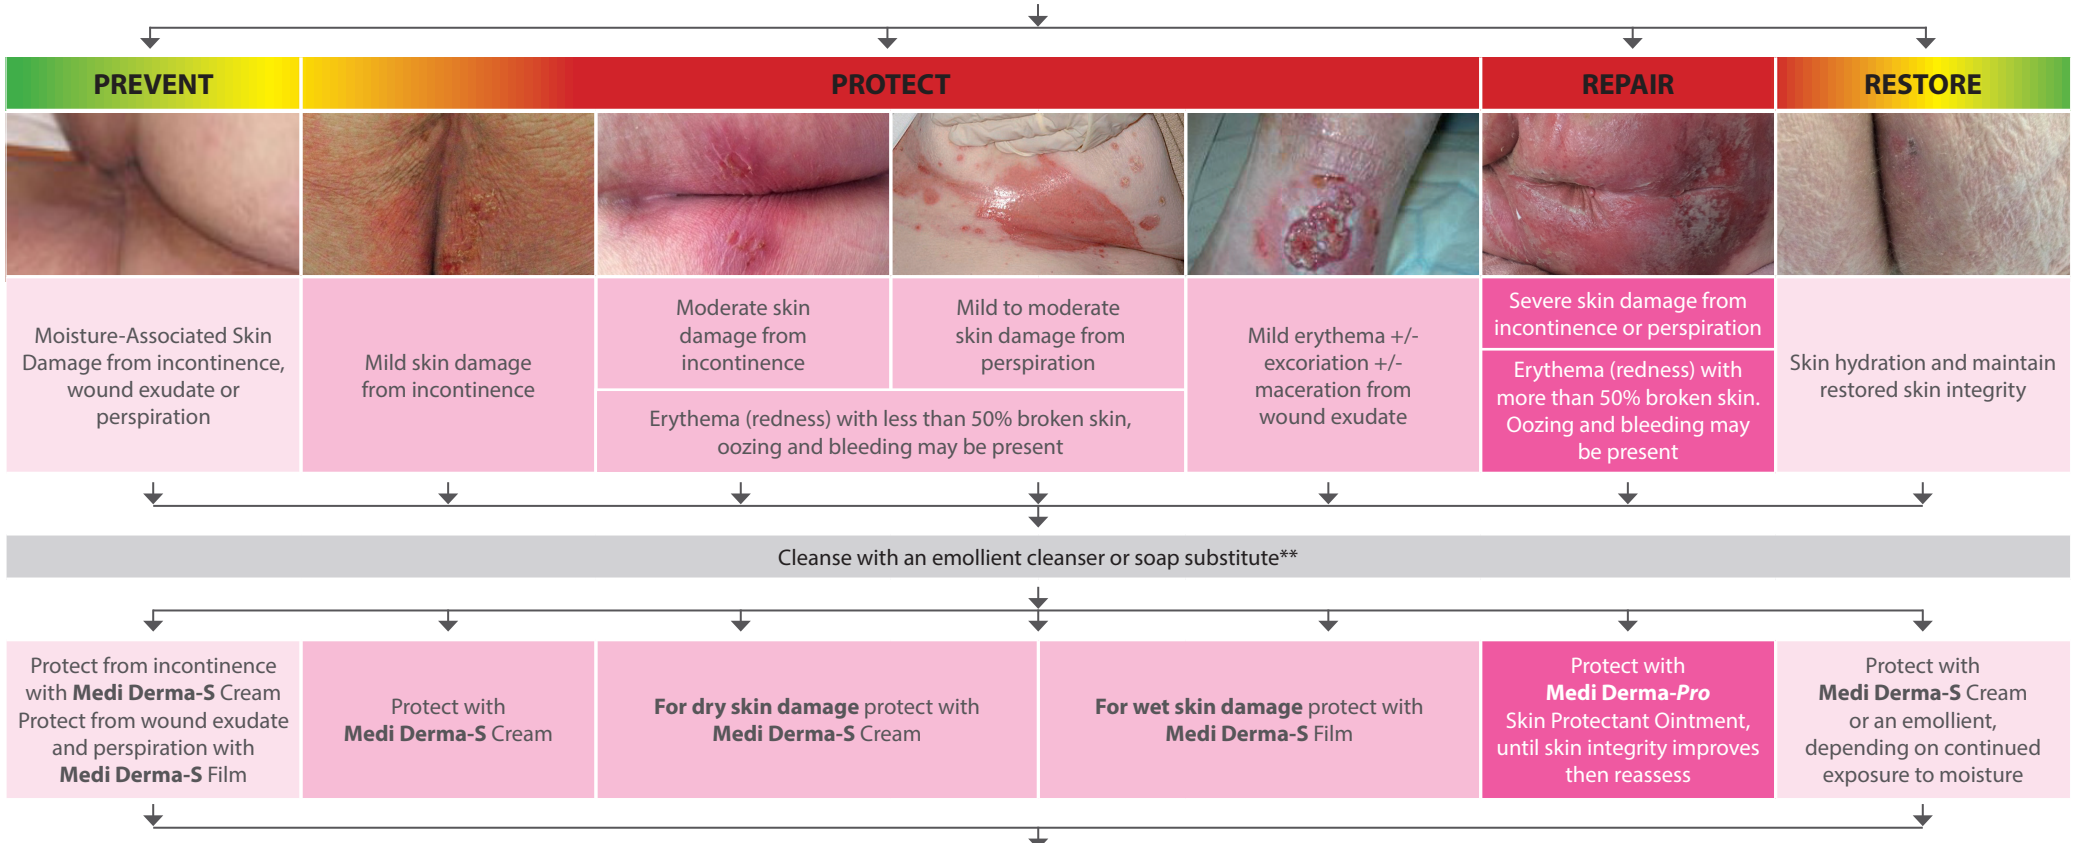 PREVENT
PROTECT
REPAIR
RESTORE
Moisture-Associated Skin
Damage from incontinence,
wound exudate or
perspiration
Mild skin damage
from incontinence
Moderate skin
damage from
incontinence
Mild to moderate
skin damage from
perspiration
Erythema (redness) with less than 50% broken skin,
oozing and bleeding may be present
Mild erythema +/-
excoriation +/-
maceration from
wound exudate
Severe skin damage from
incontinence or perspiration
Erythema (redness) with
more than 50% broken skin.
Oozing and bleeding may
be present
Skin hydration and maintain
restored skin integrity
Cleanse with an emollient cleanser or soap substitute**
Protect from incontinence
with Medi Derma-S Cream
Protect from wound exudate
and perspiration with
Medi Derma-S Film
Protect with
Medi Derma-S Cream
For dry skin damage protect with
Medi Derma-S Cream
For wet skin damage protect with
Medi Derma-S Film
Protect with
Medi Derma-Pro
Skin Protectant Ointment,
until skin integrity improves
then reassess
Protect with
Medi Derma-S Cream
or an emollient,
depending on continued
exposure to moisture